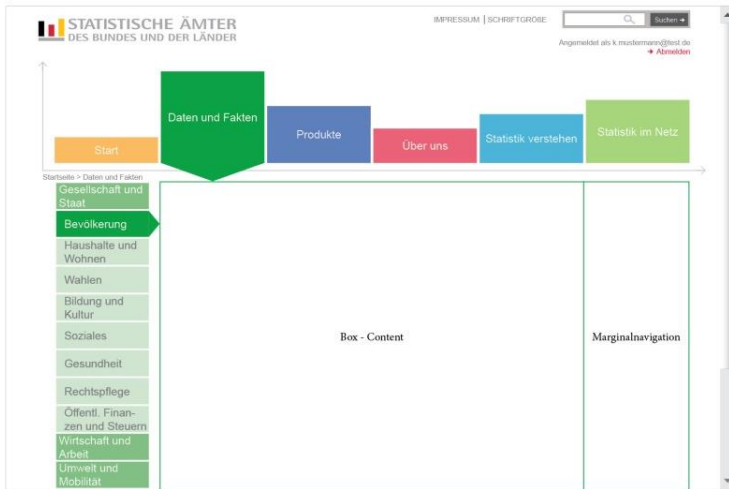 STATISTISCHE ÄMTER
DES BUNDES UND DER LÄNDER
IMPRESSUM | SCHRIFTGRÖßE
Suchen
Angemeldet als k.mustermann@test.de
Abmelden
Start
Daten und Fakten
Produkte
Über uns
Statistik verstehen
Statistik im Netz
Startseite > Daten und Fakten
Gesellschaft und
Staat
Bevölkerung
Haushalte und
Wohnen
Wahlen
Bildung und
Kultur
Soziales
Gesundheit
Rechtspflege
Öffentl. Finan-
zen und Steuern
Wirtschaft und
Arbeit
Umwelt und
Mobilität
Box - Content
Marginalnavigation